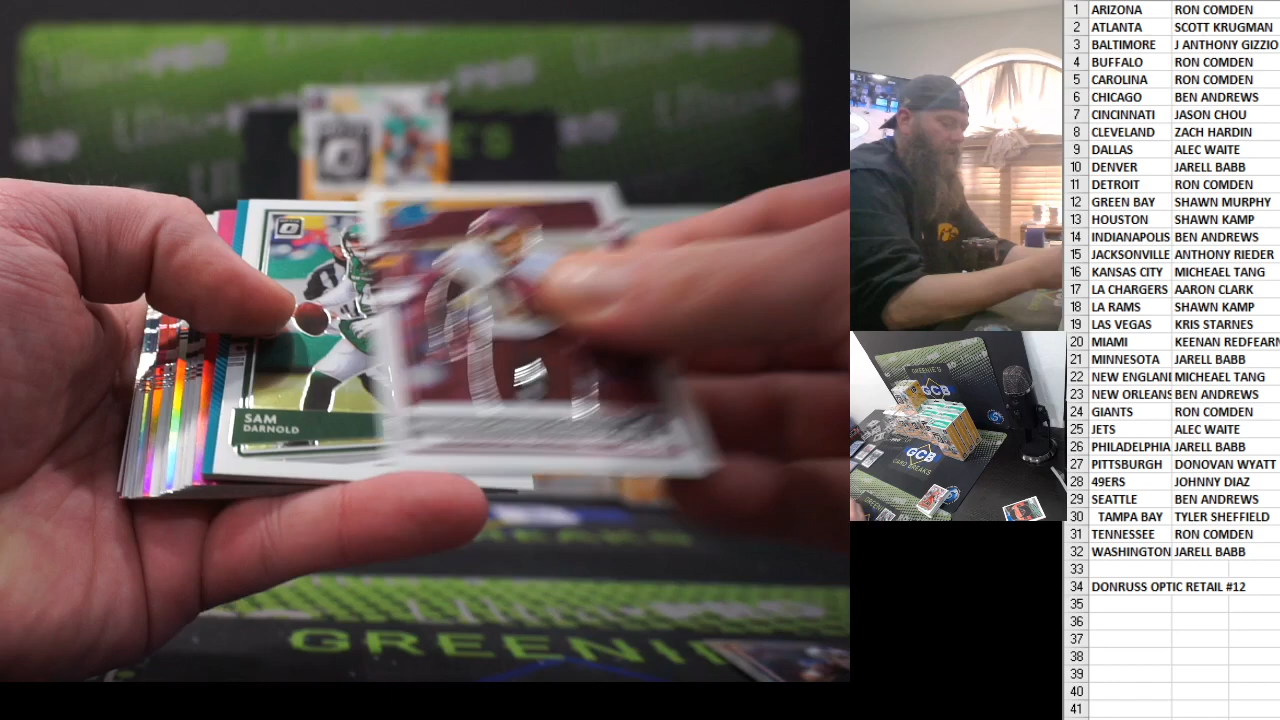 SAM
DARNOLD
GREENIE'S
GCB
GCB
CARD BREAKS
1 ARIZONA RON COMDEN
2 ATLANTA SCOTT KRUGMAN
3 BALTIMORE J ANTHONY GIZZIO
4 BUFFALO RON COMDEN
5 CAROLINA RON COMDEN
6 CHICAGO BEN ANDREWS
7 CINCINNATI JASON CHOU
8 CLEVELAND ZACH HARDIN
9 DALLAS ALEC WAITE
10 DENVER JARELL BABB
11 DETROIT RON COMDEN
12 GREEN BAY SHAWN MURPHY
13 HOUSTON SHAWN KAMP
14 INDIANAPOLIS BEN ANDREWS
15 JACKSONVILLE ANTHONY RIEDER
16 KANSAS CITY MICHEAEL TANG
17 LA CHARGERS AARON CLARK
18 LA RAMS SHAWN KAMP
19 LAS VEGAS KRIS STARNES
20 MIAMI KEENAN REDFEARN
21 MINNESOTA JARELL BABB
22 NEW ENGLAND MICHEAEL TANG
23 NEW ORLEANS BEN ANDREWS
24 GIANTS RON COMDEN
25 JETS ALEC WAITE
26 PHILADELPHIA JARELL BABB
27 PITTSBURGH DONOVAN WYATT
28 49ERS JOHNNY DIAZ
29 SEATTLE BEN ANDREWS
30 TAMPA BAY TYLER SHEFFIELD
31 TENNESSEE RON COMDEN
32 WASHINGTON JARELL BABB
33
34 DONRUSS OPTIC RETAIL #12
35
36
37
38
39
40
41